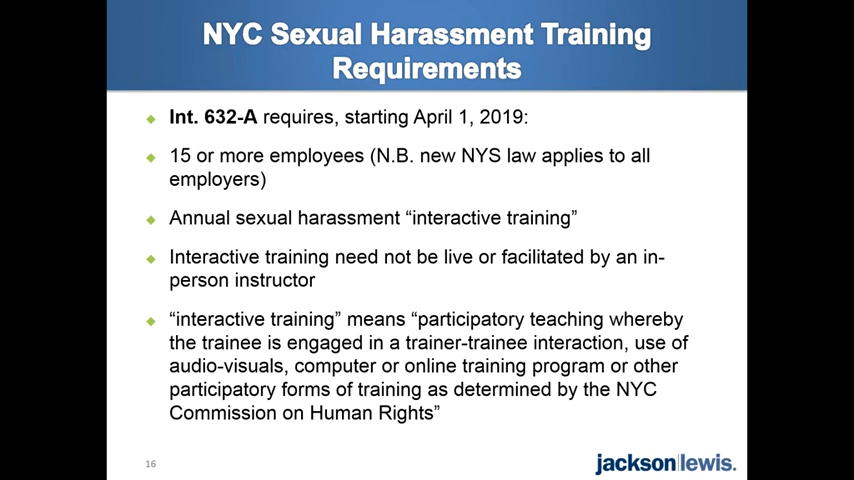 NYC Sexual Harassment Training
Requirements
Int. 632-A requires, starting April 1, 2019:
15 or more employees (N.B. new NYS law applies to all
employers)
Annual sexual harassment “interactive training”
Interactive training need not be live or facilitated by an in-
person instructor
“interactive training” means “participatory teaching whereby
the trainee is engaged in a trainer-trainee interaction, use of
audio-visuals, computer or online training program or other
participatory forms of training as determined by the NYC
Commission on Human Rights”
16
jackson|lewis.